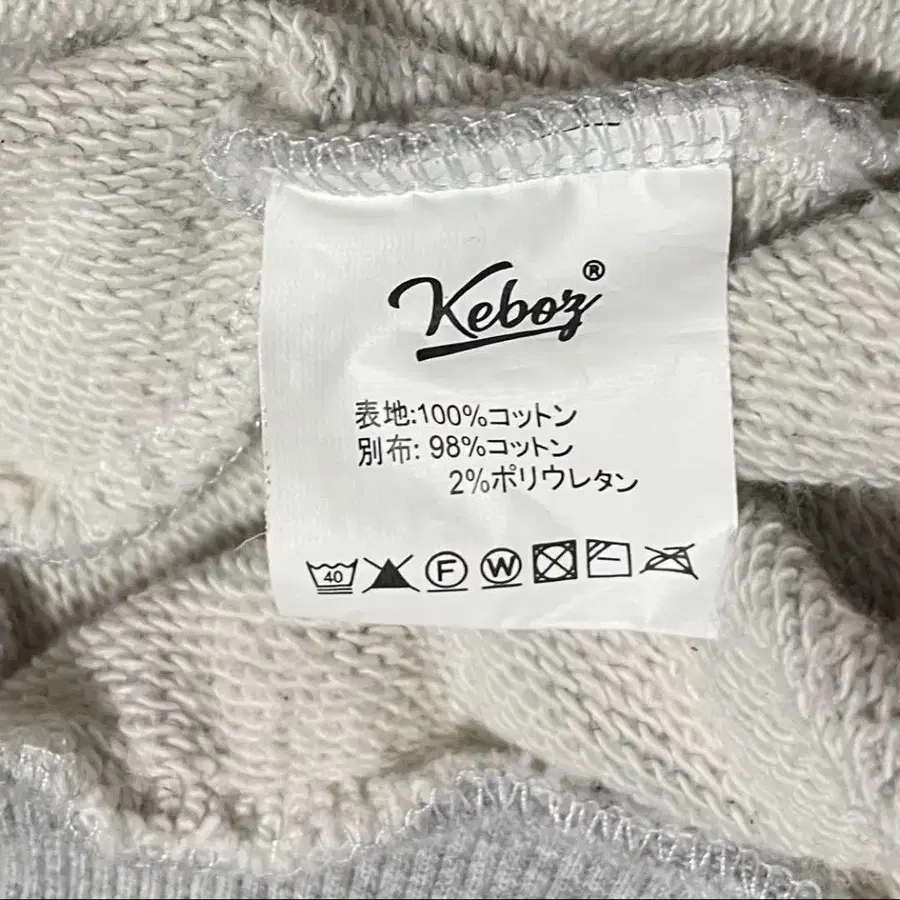 Keboz®
表地:100%コットン
別布: 98%コットン
2%ポリウレタン
40 F W